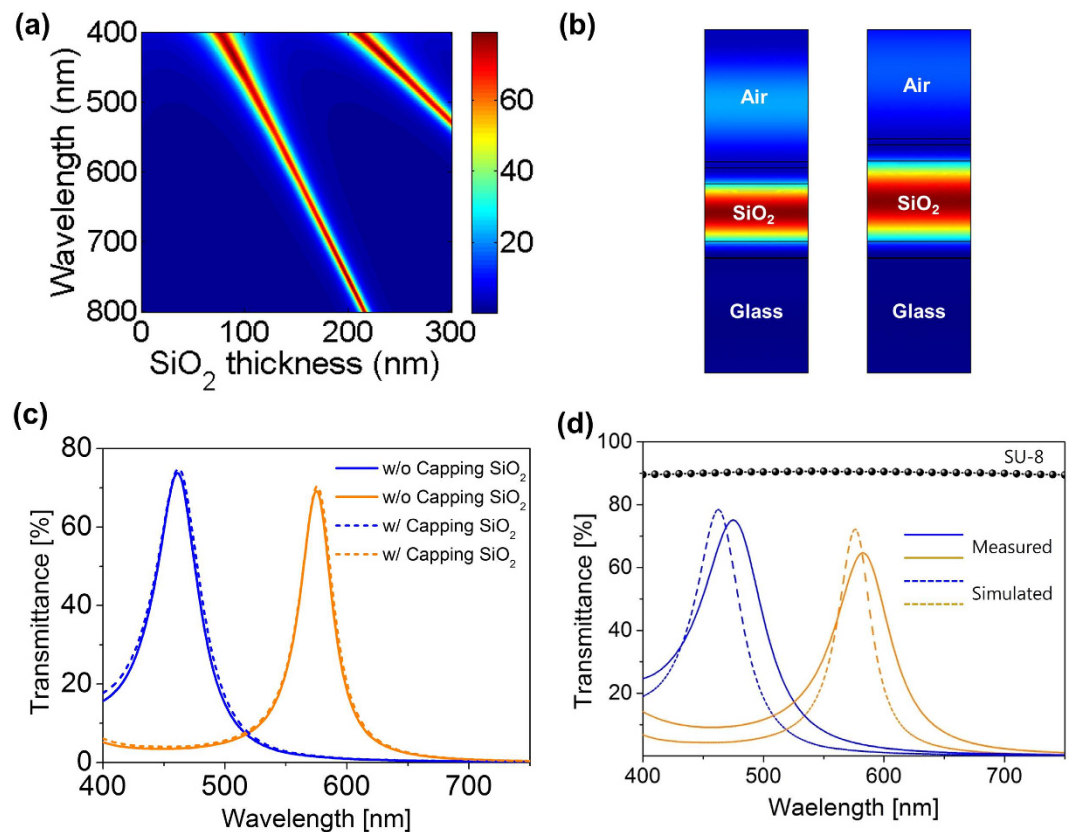 (a)
400
500
600
700
800
Wavelength (nm)
0
100
200
300
SiO₂ thickness (nm)
60
40
20
(b)
Air
SiO₂
Glass
Air
SiO₂
Glass
(c)
80
60
40
20
0
Transmittance [%]
w/o Capping SiO₂
w/o Capping SiO₂
w/ Capping SiO₂
w/ Capping SiO₂
400
500
600
700
Wavelength [nm]
(d)
100
80
60
40
20
0
Transmittance [%]
SU-8
Measured
Simulated
400
500
600
700
Waelength [nm]